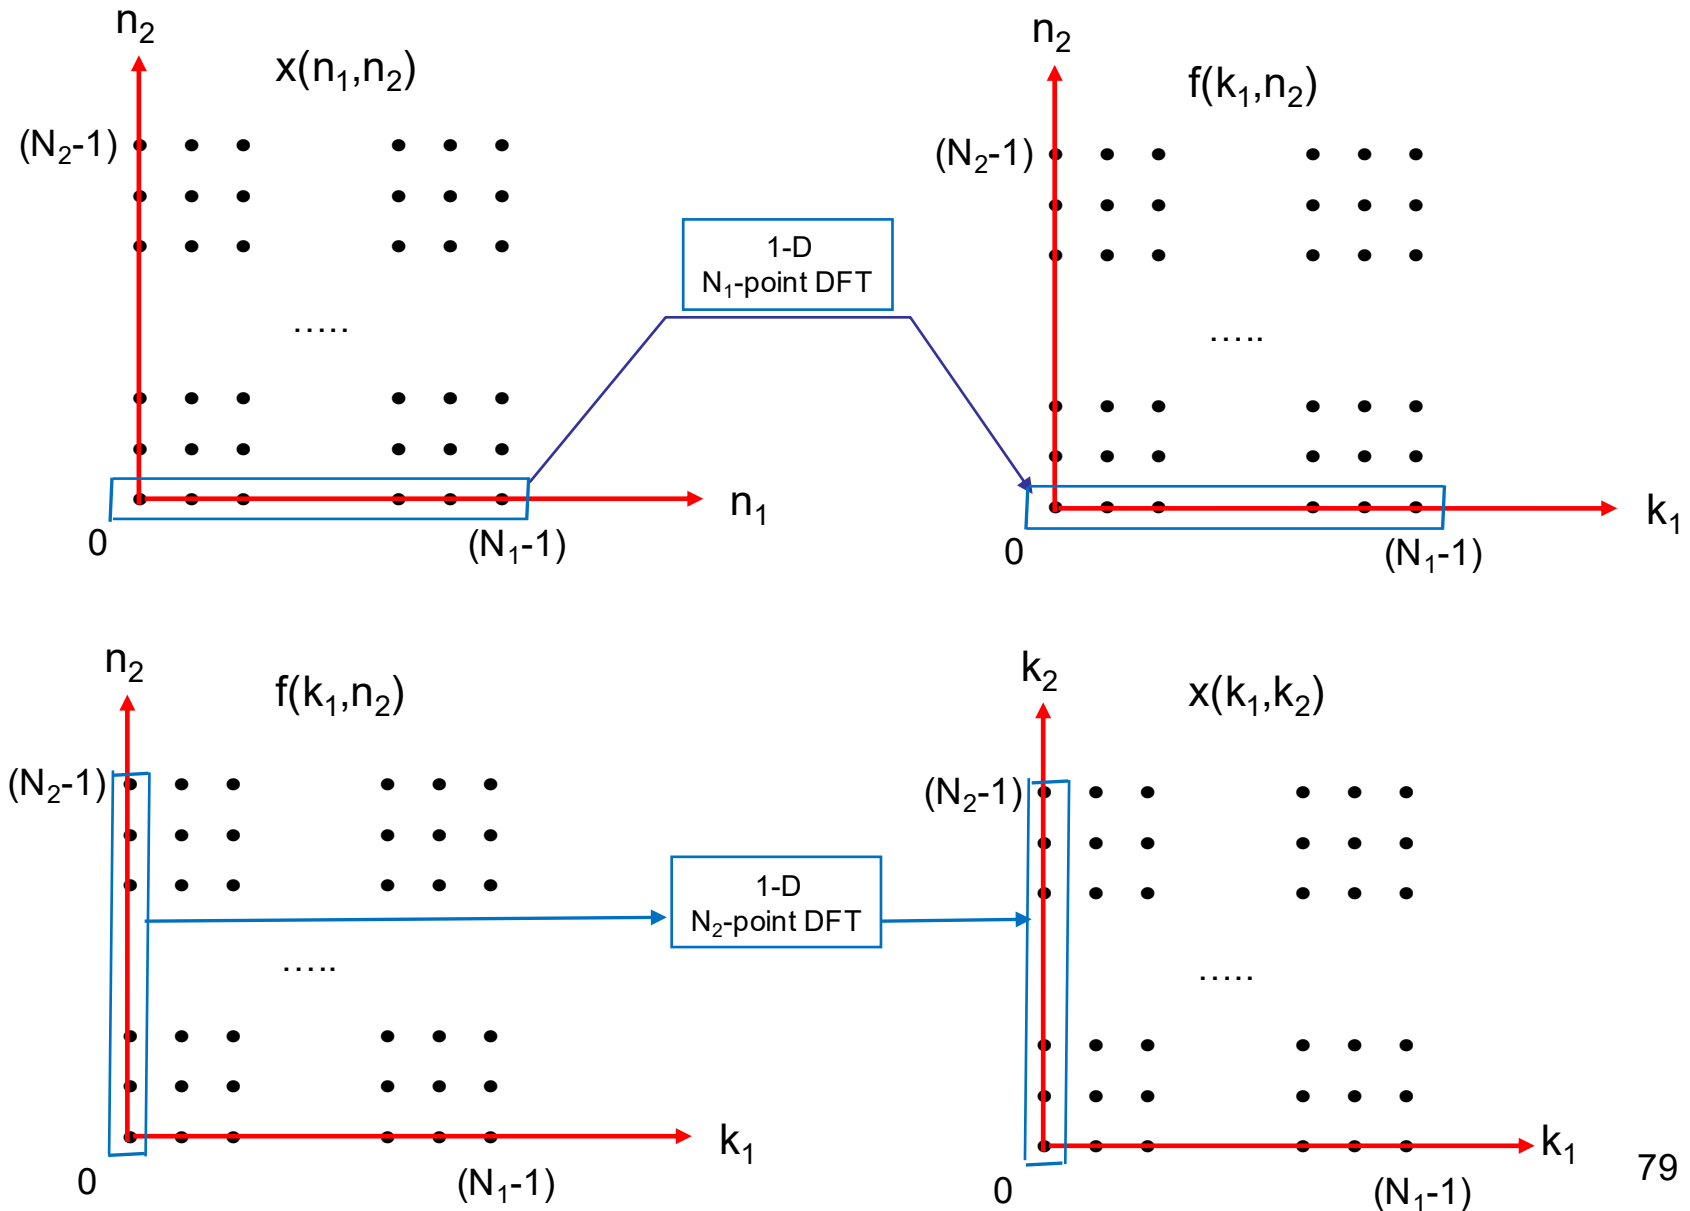 n₂
x(n₁,n₂)
(N₂-1)
.....
n₁
0
(N₁-1)
1-D
N₁-point DFT
n₂
f(k₁,n₂)
(N₂-1)
.....
k₁
0
(N₁-1)
n₂
f(k₁,n₂)
(N₂-1)
.....
k₁
0
(N₁-1)
1-D
N₂-point DFT
k₂
x(k₁,k₂)
(N₂-1)
.....
k₁
0
(N₁-1)
79